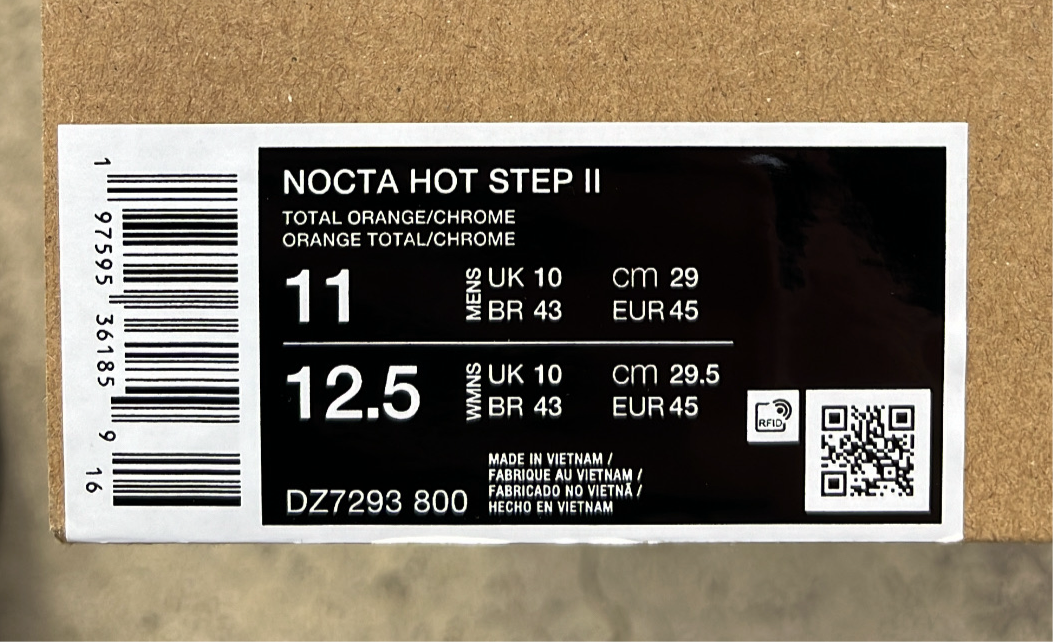 NOCTA HOT STEP II
TOTAL ORANGE/CHROME
ORANGE TOTAL/CHROME
11
MENS
UK 10
cm 29
BR 43
EUR 45
12.5
WMNS
UK 10
cm 29.5
BR 43
EUR 45
RFID
DZ7293 800
MADE IN VIETNAM /
FABRIQUE AU VIETNAM /
FABRICADO NO VIETNÃ /
HECHO EN VIETNAM
1 97595 36185 9 16